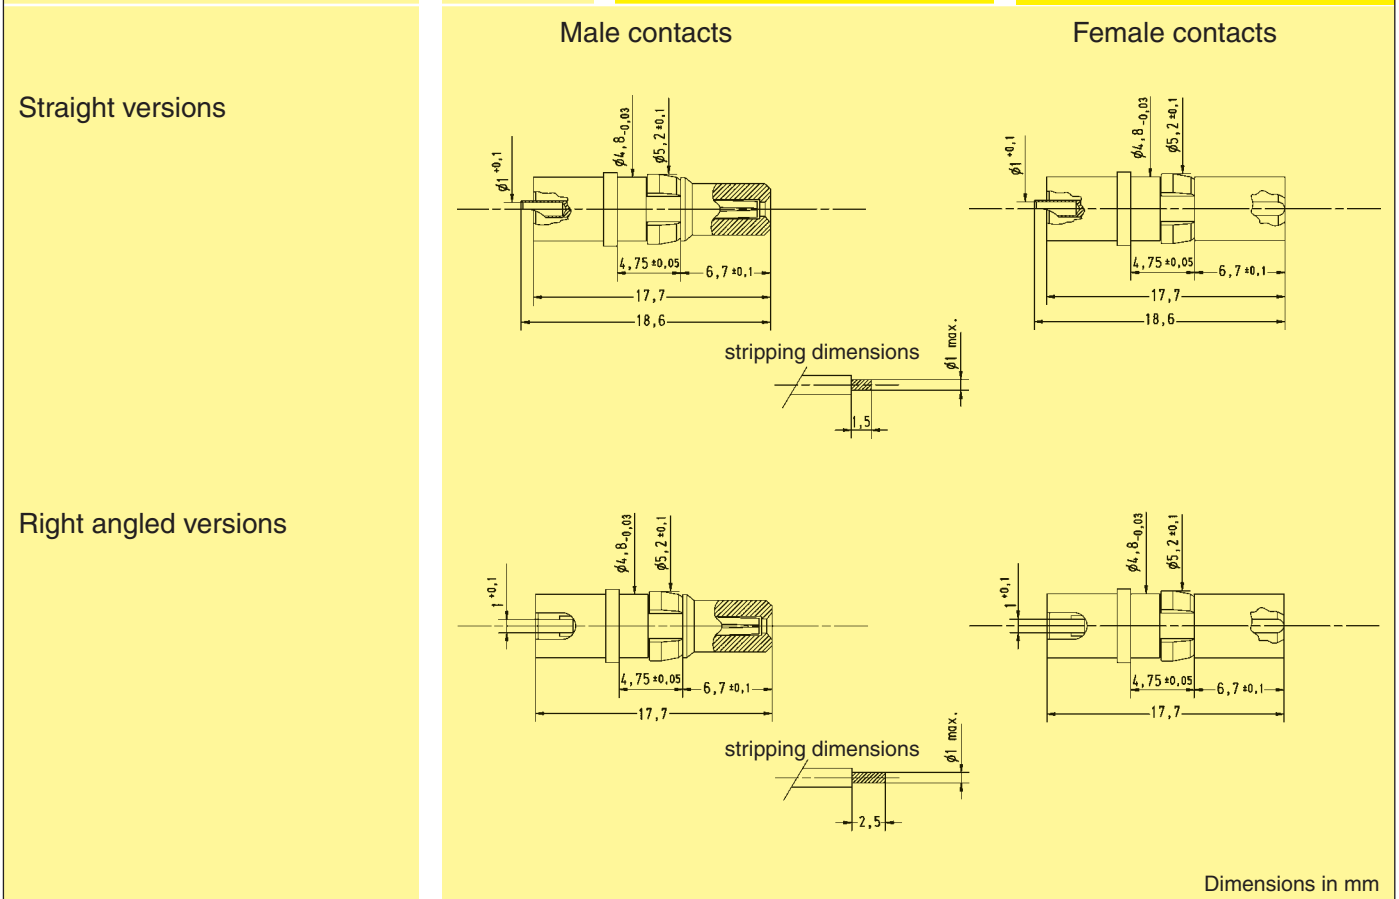 Male contacts
Female contacts
Straight versions
ø1 +0,1
ø4,8 -0,03
ø5,2 ±0,1
4,75 ±0,05
6,7 ±0,1
17,7
18,6
ø1 +0,1
ø4,8 -0,03
ø5,2 ±0,1
4,75 ±0,05
6,7 ±0,1
17,7
18,6
stripping dimensions
ø1 max.
1,5
Right angled versions
1 +0,1
ø4,8 -0,03
ø5,2 ±0,1
4,75 ±0,05
6,7 ±0,1
17,7
1 +0,1
ø4,8 -0,03
ø5,2 ±0,1
4,75 ±0,05
6,7 ±0,1
17,7
stripping dimensions
ø1 max.
2,5
Dimensions in mm